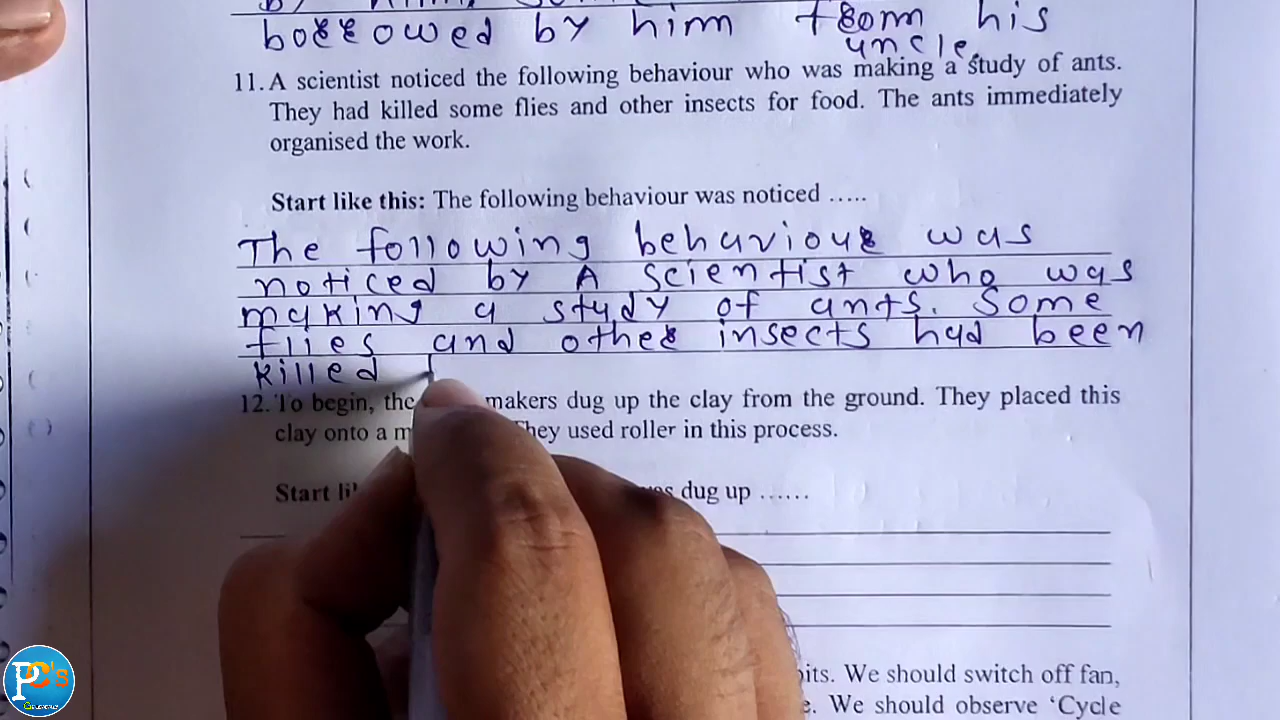 by him
borrowed by him from his
uncle.
11. A scientist noticed the following behaviour who was making a study of ants.
They had killed some flies and other insects for food. The ants immediately
organised the work.
Start like this: The following behaviour was noticed .....
The following behaviour was
noticed by A scientist who was
making a study of ants. Some
flies and other insects had been
killed
12. To begin, the makers dug up the clay from the ground. They placed this
clay onto a They used roller in this process.
Start dug up ......
We should switch off fan,
We should observe ‘Cycle
PC's